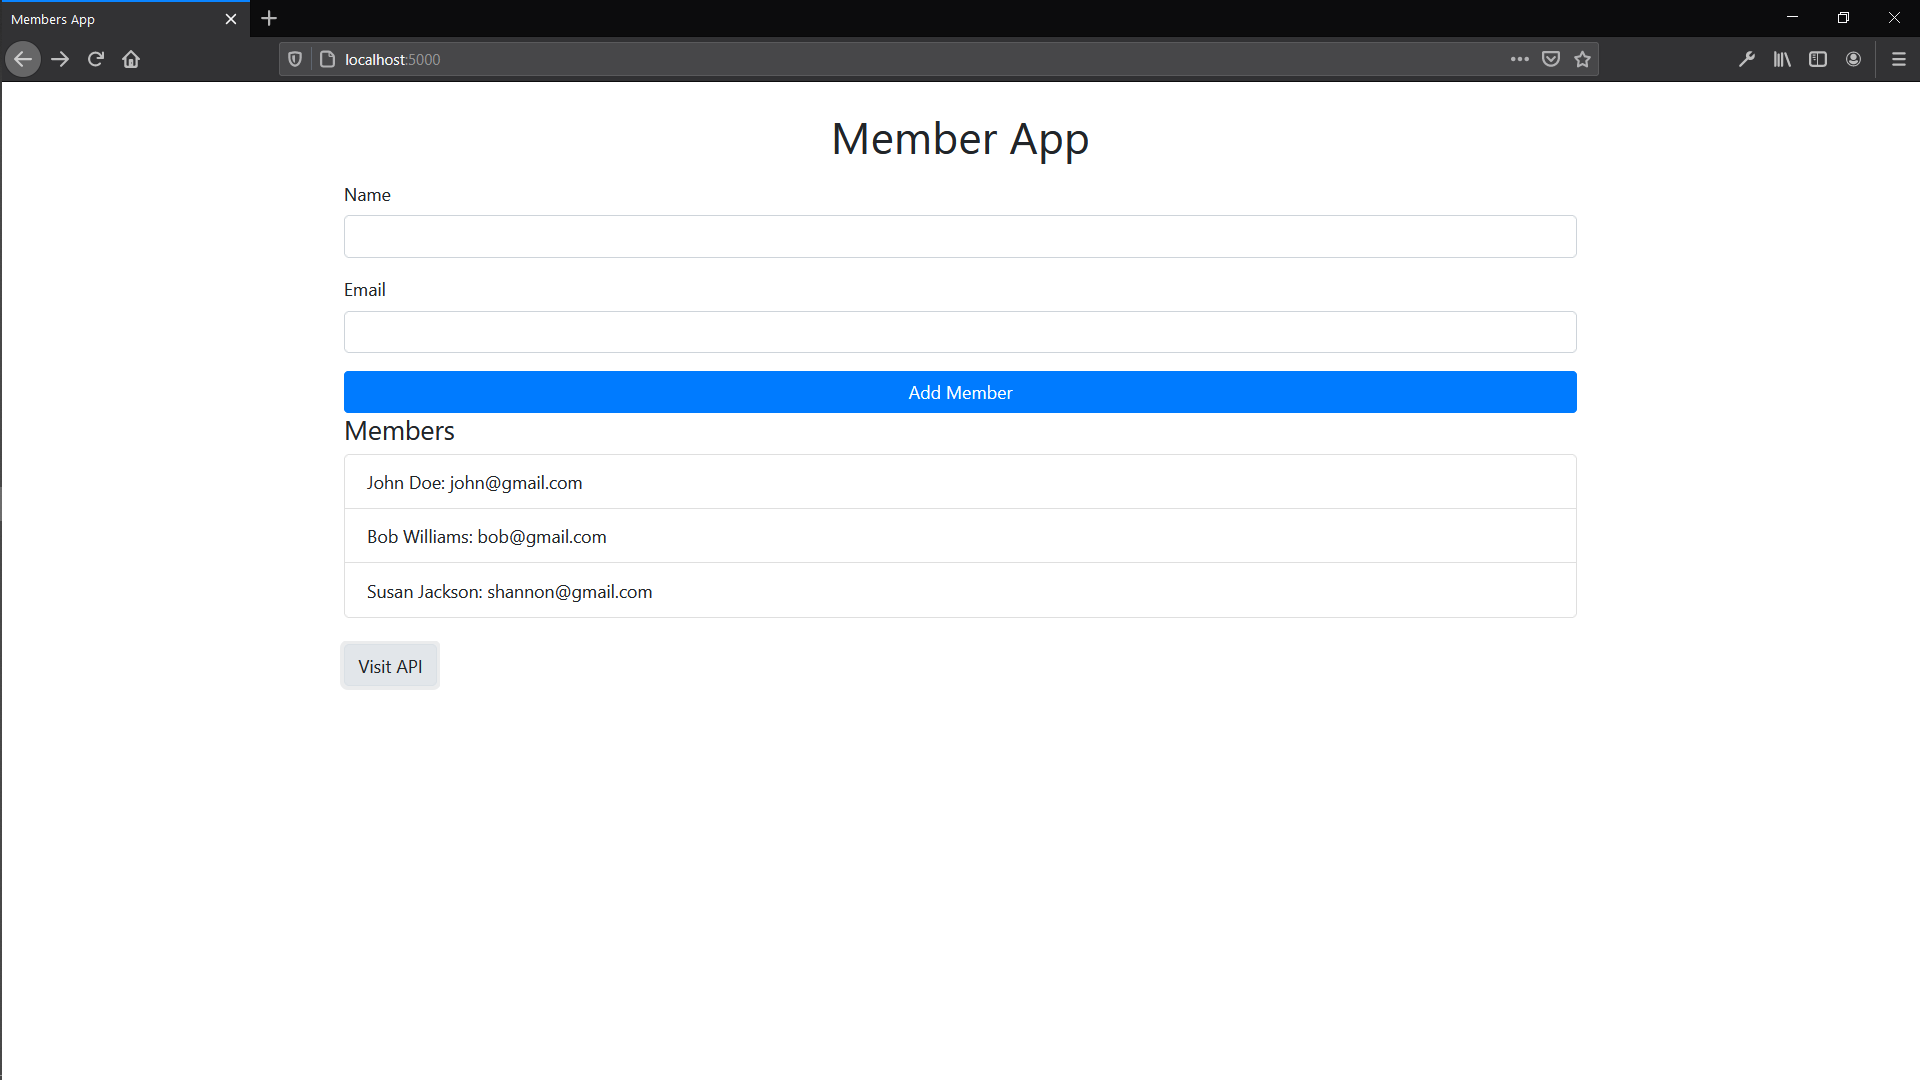 Members App
localhost:5000
Member App
Name
Email
Add Member
Members
John Doe: john@gmail.com
Bob Williams: bob@gmail.com
Susan Jackson: shannon@gmail.com
Visit API